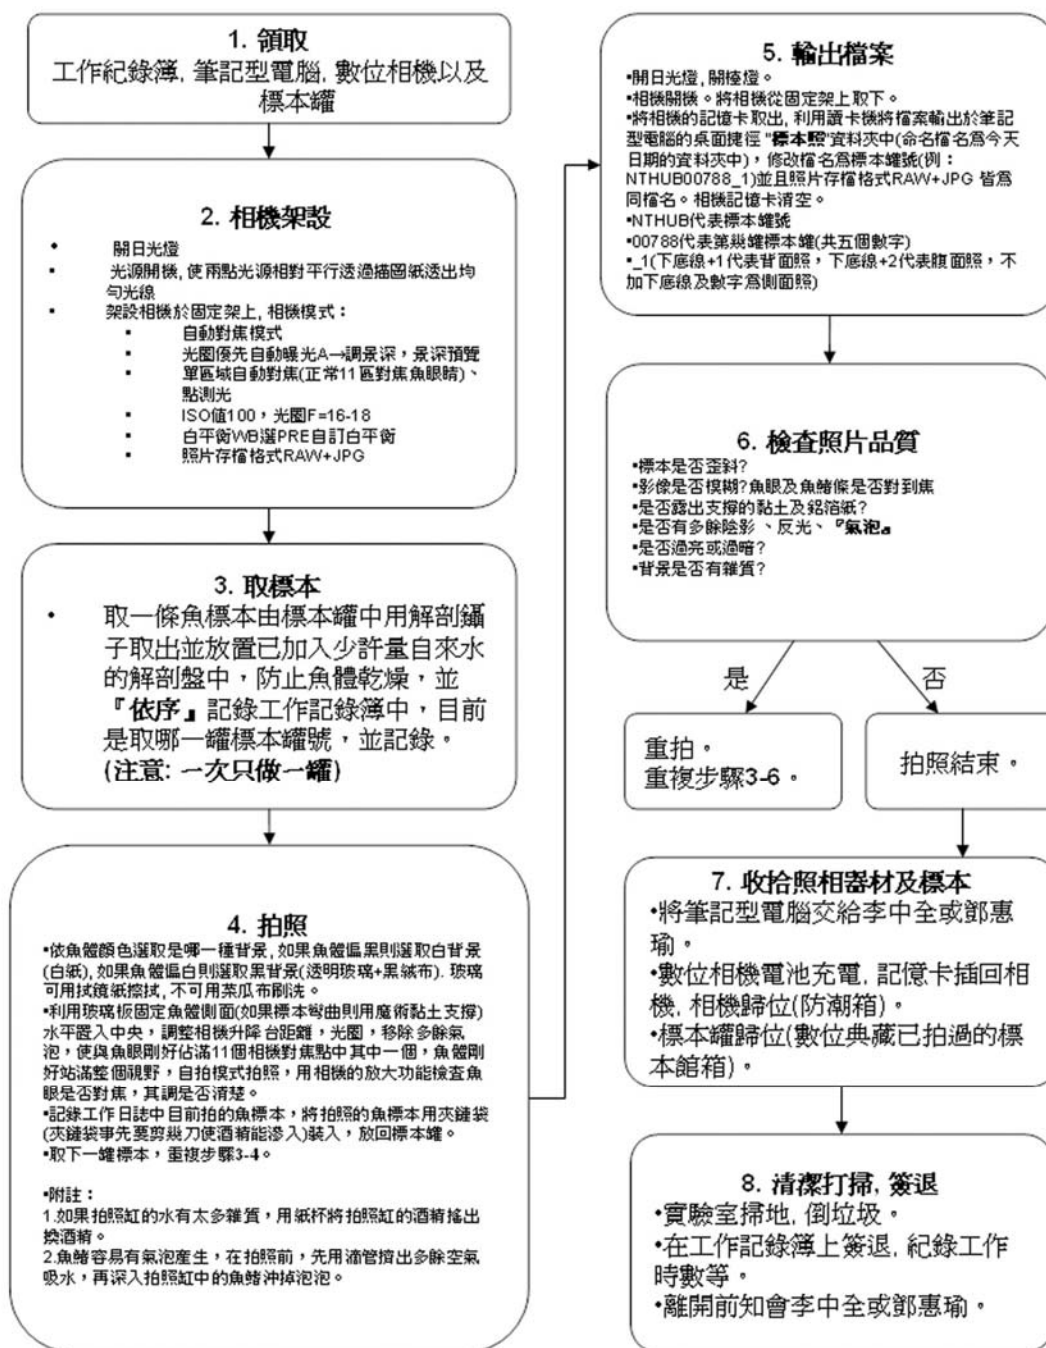 1. 領取
工作紀錄簿, 筆記型電腦, 數位相機以及
標本罐
2. 相機架設
▪ 開日光燈
▪ 光源開機, 使兩點光源相對平行透過描圖紙透出均
勻光線
▪ 架設相機於固定架上, 相機模式：
▪ 自動對焦模式
▪ 光圈優先自動曝光A→調景深，景深預覽
▪ 單區域自動對焦(正常11區對焦魚眼睛)、
點測光
▪ ISO值100，光圈F=16-18
▪ 白平衡WB選PRE自訂白平衡
▪ 照片存檔格式RAW+JPG
3. 取標本
• 取一條魚標本由標本罐中用解剖鑷
子取出並放置已加入少許量自來水
的解剖盤中，防止魚體乾燥，並
『依序』記錄工作記錄簿中，目前
是取哪一罐標本罐號，並記錄。
(注意: 一次只做一罐)
4. 拍照
▪依魚體顏色選取是哪一種背景, 如果魚體偏黑則選取白背景
(白紙), 如果魚體偏白則選取黑背景(透明玻璃+黑絨布). 玻璃
可用拭鏡紙擦拭, 不可用菜瓜布刷洗。
▪利用玻璃板固定魚體側面(如果標本彎曲則用魔術黏土支撐)
水平置入中央，調整相機升降台距離，光圈，移除多餘氣
泡，使與魚眼剛好佔滿11個相機對焦點中其中一個，魚體剛
好站滿整個視野，自拍模式拍照，用相機的放大功能檢查魚
眼是否對焦，其調是否清楚。
▪記錄工作日誌中目前拍的魚標本，將拍照的魚標本用夾鏈袋
(夾鏈袋事先要剪幾刀使酒精能滲入)裝入，放回標本罐。
▪取下一罐標本，重複步驟3-4。
▪附註：
1.如果拍照缸的水有太多雜質，用紙杯將拍照缸的酒精搖出
換酒精。
2.魚鰭容易有氣泡產生，在拍照前，先用滴管擠出多餘空氣
吸水，再深入拍照缸中的魚鰭沖掉泡泡。
5. 輸出檔案
▪開日光燈, 關檯燈。
▪相機關機。將相機從固定架上取下。
▪將相機的記憶卡取出, 利用讀卡機將檔案輸出於筆記
型電腦的桌面捷徑 "標本照"資料夾中(命名檔名為今天
日期的資料夾中)，修改檔名為標本罐號(例：
NTHUB00788_1)並且照片存檔格式RAW+JPG 皆為
同檔名。相機記憶卡清空。
▪NTHUB代表標本罐號
▪00788代表第幾罐標本罐(共五個數字)
▪_1(下底線+1代表背面照，下底線+2代表腹面照，不
加下底線及數字為側面照)
6. 檢查照片品質
▪標本是否歪斜?
▪影像是否模糊?魚眼及魚鰭條是否對到焦
▪是否露出支撐的黏土及鋁箔紙?
▪是否有多餘陰影、反光、『氣泡』
▪是否過亮或過暗?
▪背景是否有雜質?
是
否
重拍。
重複步驟3-6。
拍照結束。
7. 收拾照相器材及標本
•將筆記型電腦交給李中全或鄧惠
瑜。
•數位相機電池充電, 記憶卡插回相
機, 相機歸位(防潮箱)。
•標本罐歸位(數位典藏已拍過的標
本館箱)。
8. 清潔打掃, 簽退
•實驗室掃地, 倒垃圾。
•在工作記錄簿上簽退, 紀錄工作
時數等。
•離開前知會李中全或鄧惠瑜。